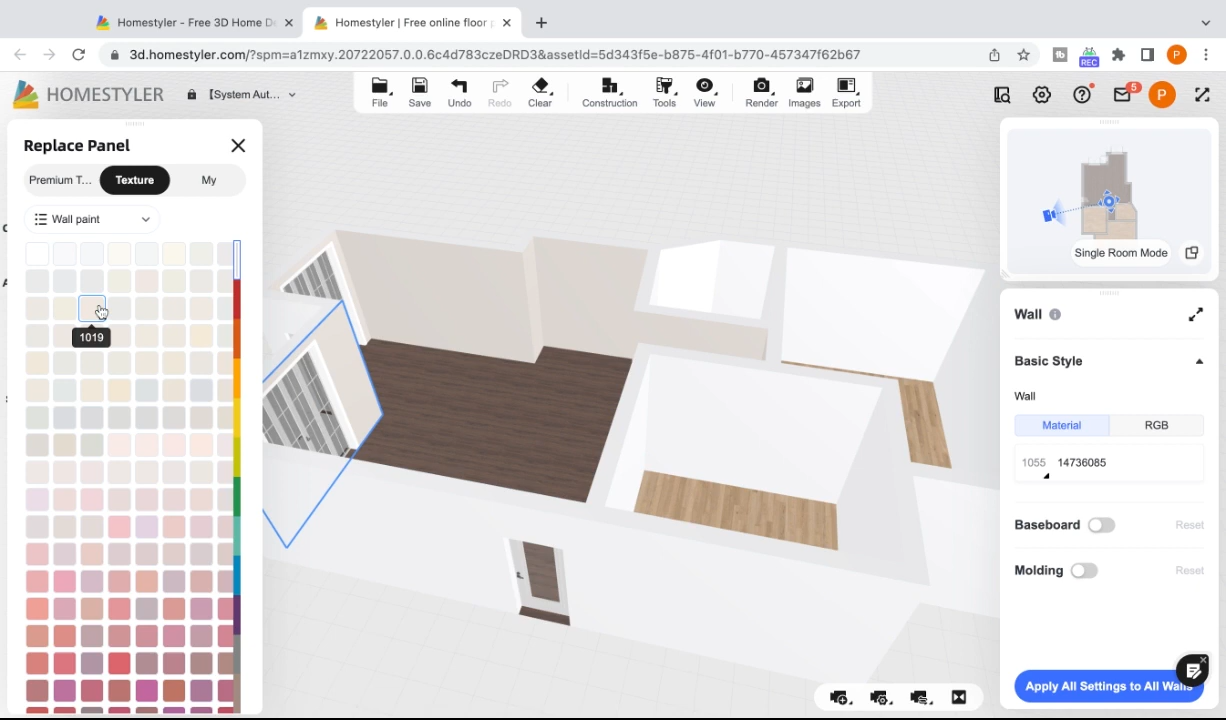 Homestyler - Free 3D Home De
Homestyler | Free online floor p
3d.homestyler.com/?spm=a1zmxy.20722057.0.0.6c4d783czeDRD3&assetId=5d343f5e-b875-4f01-b770-457347f62b67
REC
P
HOMESTYLER
【System Aut...
File
Save
Undo
Redo
Clear
Construction
Tools
View
Render
Images
Export
5
P
Replace Panel
Premium T...
Texture
My
Wall paint
1019
Single Room Mode
Wall
Basic Style
Wall
Material
RGB
1055 14736085
Baseboard
Reset
Molding
Reset
Apply All Settings to All Walls